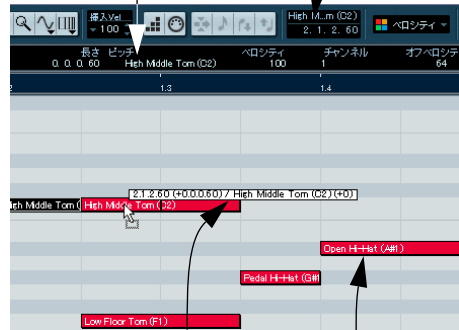 挿入Vel
100
High M...m (C2)
2. 1. 2. 60
ベロシティ
長さ ピッチ ベロシティ チャンネル オフベロシテ
0. 0. 0. 60 High Middle Tom (C2) 100 1 64
2 1.3 1.4
2.1.2.60 (+0.0.0.60) / High Middle Tom (C2) (+0)
High Middle Tom ( High Middle Tom (C2)
Open Hi-Hat (A#1)
Pedal Hi-Hat (G#1
Low Floor Tom (F1)